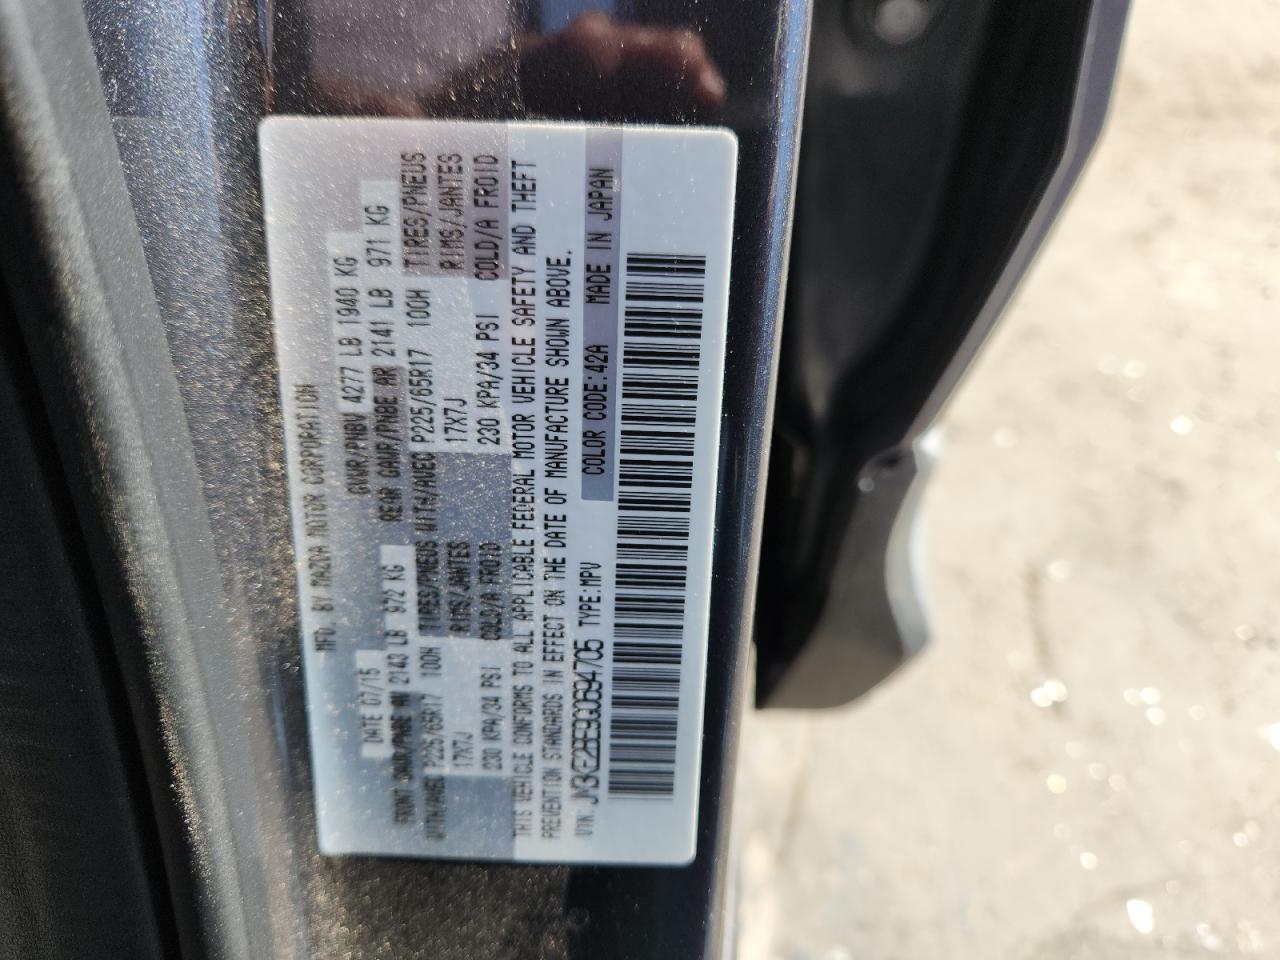 MFD. BY MAZDA MOTOR CORPORATION
DATE 07/15 GVWR/PNBV 4277 LB 1940 KG
FRONT GAWR/PNBE AV 2143 LB 972 KG REAR GAWR/PNBE AR 2141 LB 971 KG
WITH/AVEC P225/65R17 100H TIRES/PNEUS WITH/AVEC P225/65R17 100H TIRES/PNEUS
17X7J RIMS/JANTES 17X7J RIMS/JANTES
230 KPA/34 PSI COLD/A FROID 230 KPA/34 PSI COLD/A FROID
THIS VEHICLE CONFORMS TO ALL APPLICABLE FEDERAL MOTOR VEHICLE SAFETY AND THEFT
PREVENTION STANDARDS IN EFFECT ON THE DATE OF MANUFACTURE SHOWN ABOVE.
COLOR CODE:42A MADE IN JAPAN
VIN: TYPE:MPV